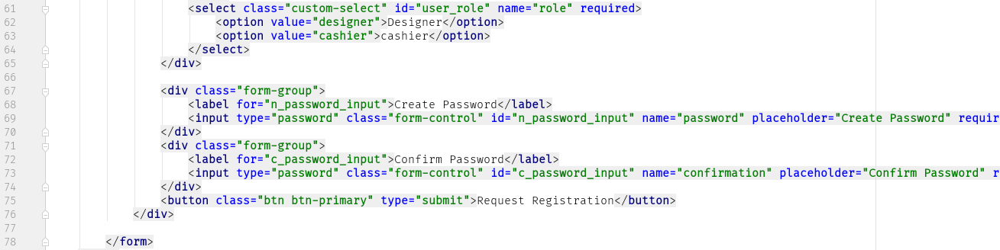 61 <select class="custom-select" id="user_role" name="role" required>
62 <option value="designer">Designer</option>
63 <option value="cashier">cashier</option>
64 </select>
65 </div>
66
67 <div class="form-group">
68 <label for="n_password_input">Create Password</label>
69 <input type="password" class="form-control" id="n_password_input" name="password" placeholder="Create Password" requir
70 </div>
71 <div class="form-group">
72 <label for="c_password_input">Confirm Password</label>
73 <input type="password" class="form-control" id="c_password_input" name="confirmation" placeholder="Confirm Password" r
74 </div>
75 <button class="btn btn-primary" type="submit">Request Registration</button>
76 </div>
77
78 </form>